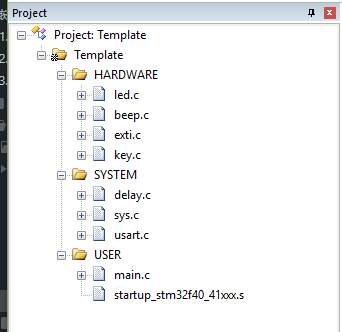 Project
Project: Template
Template
HARDWARE
led.c
beep.c
exti.c
key.c
SYSTEM
delay.c
sys.c
usart.c
USER
main.c
startup_stm32f40_41xxx.s